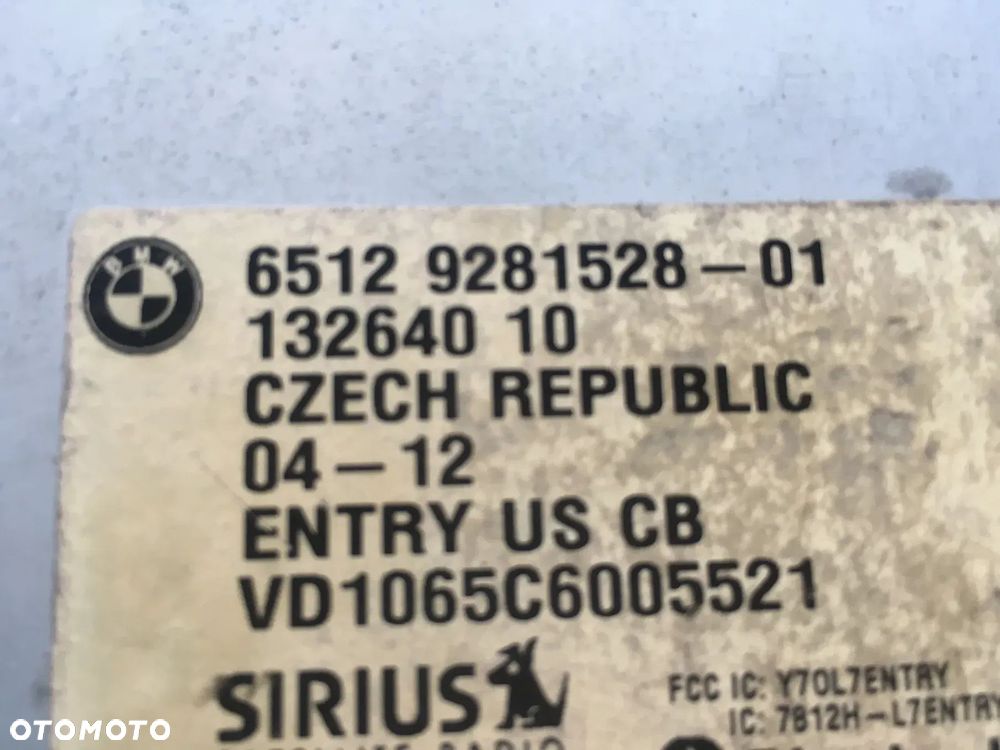 BMW
6512 9281528-01
132640 10
CZECH REPUBLIC
04-12
ENTRY US CB
VD1065C6005521
SIRIUS
FCC IC: Y7OL7ENTRY
IC: 7812H-L7ENTRY
OTOMOTO